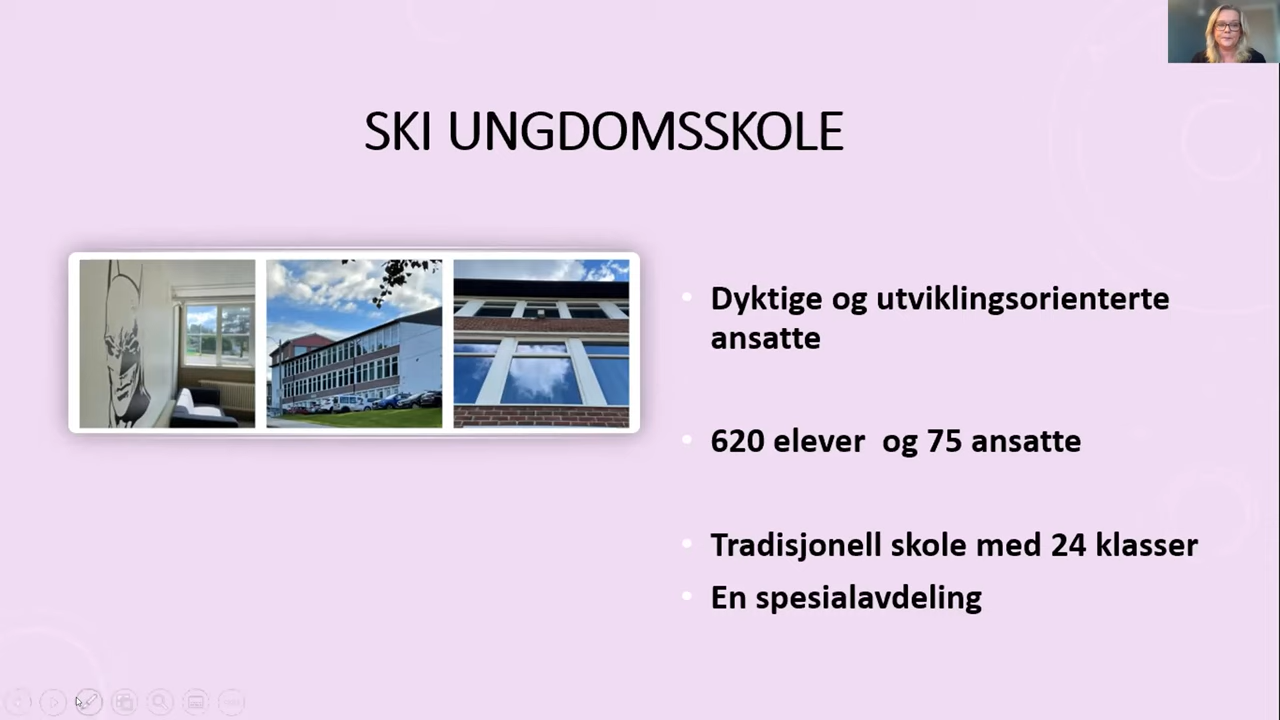 SKI UNGDOMSSKOLE
Dyktige og utviklingsorienterte
ansatte
620 elever og 75 ansatte
Tradisjonell skole med 24 klasser
En spesialavdeling